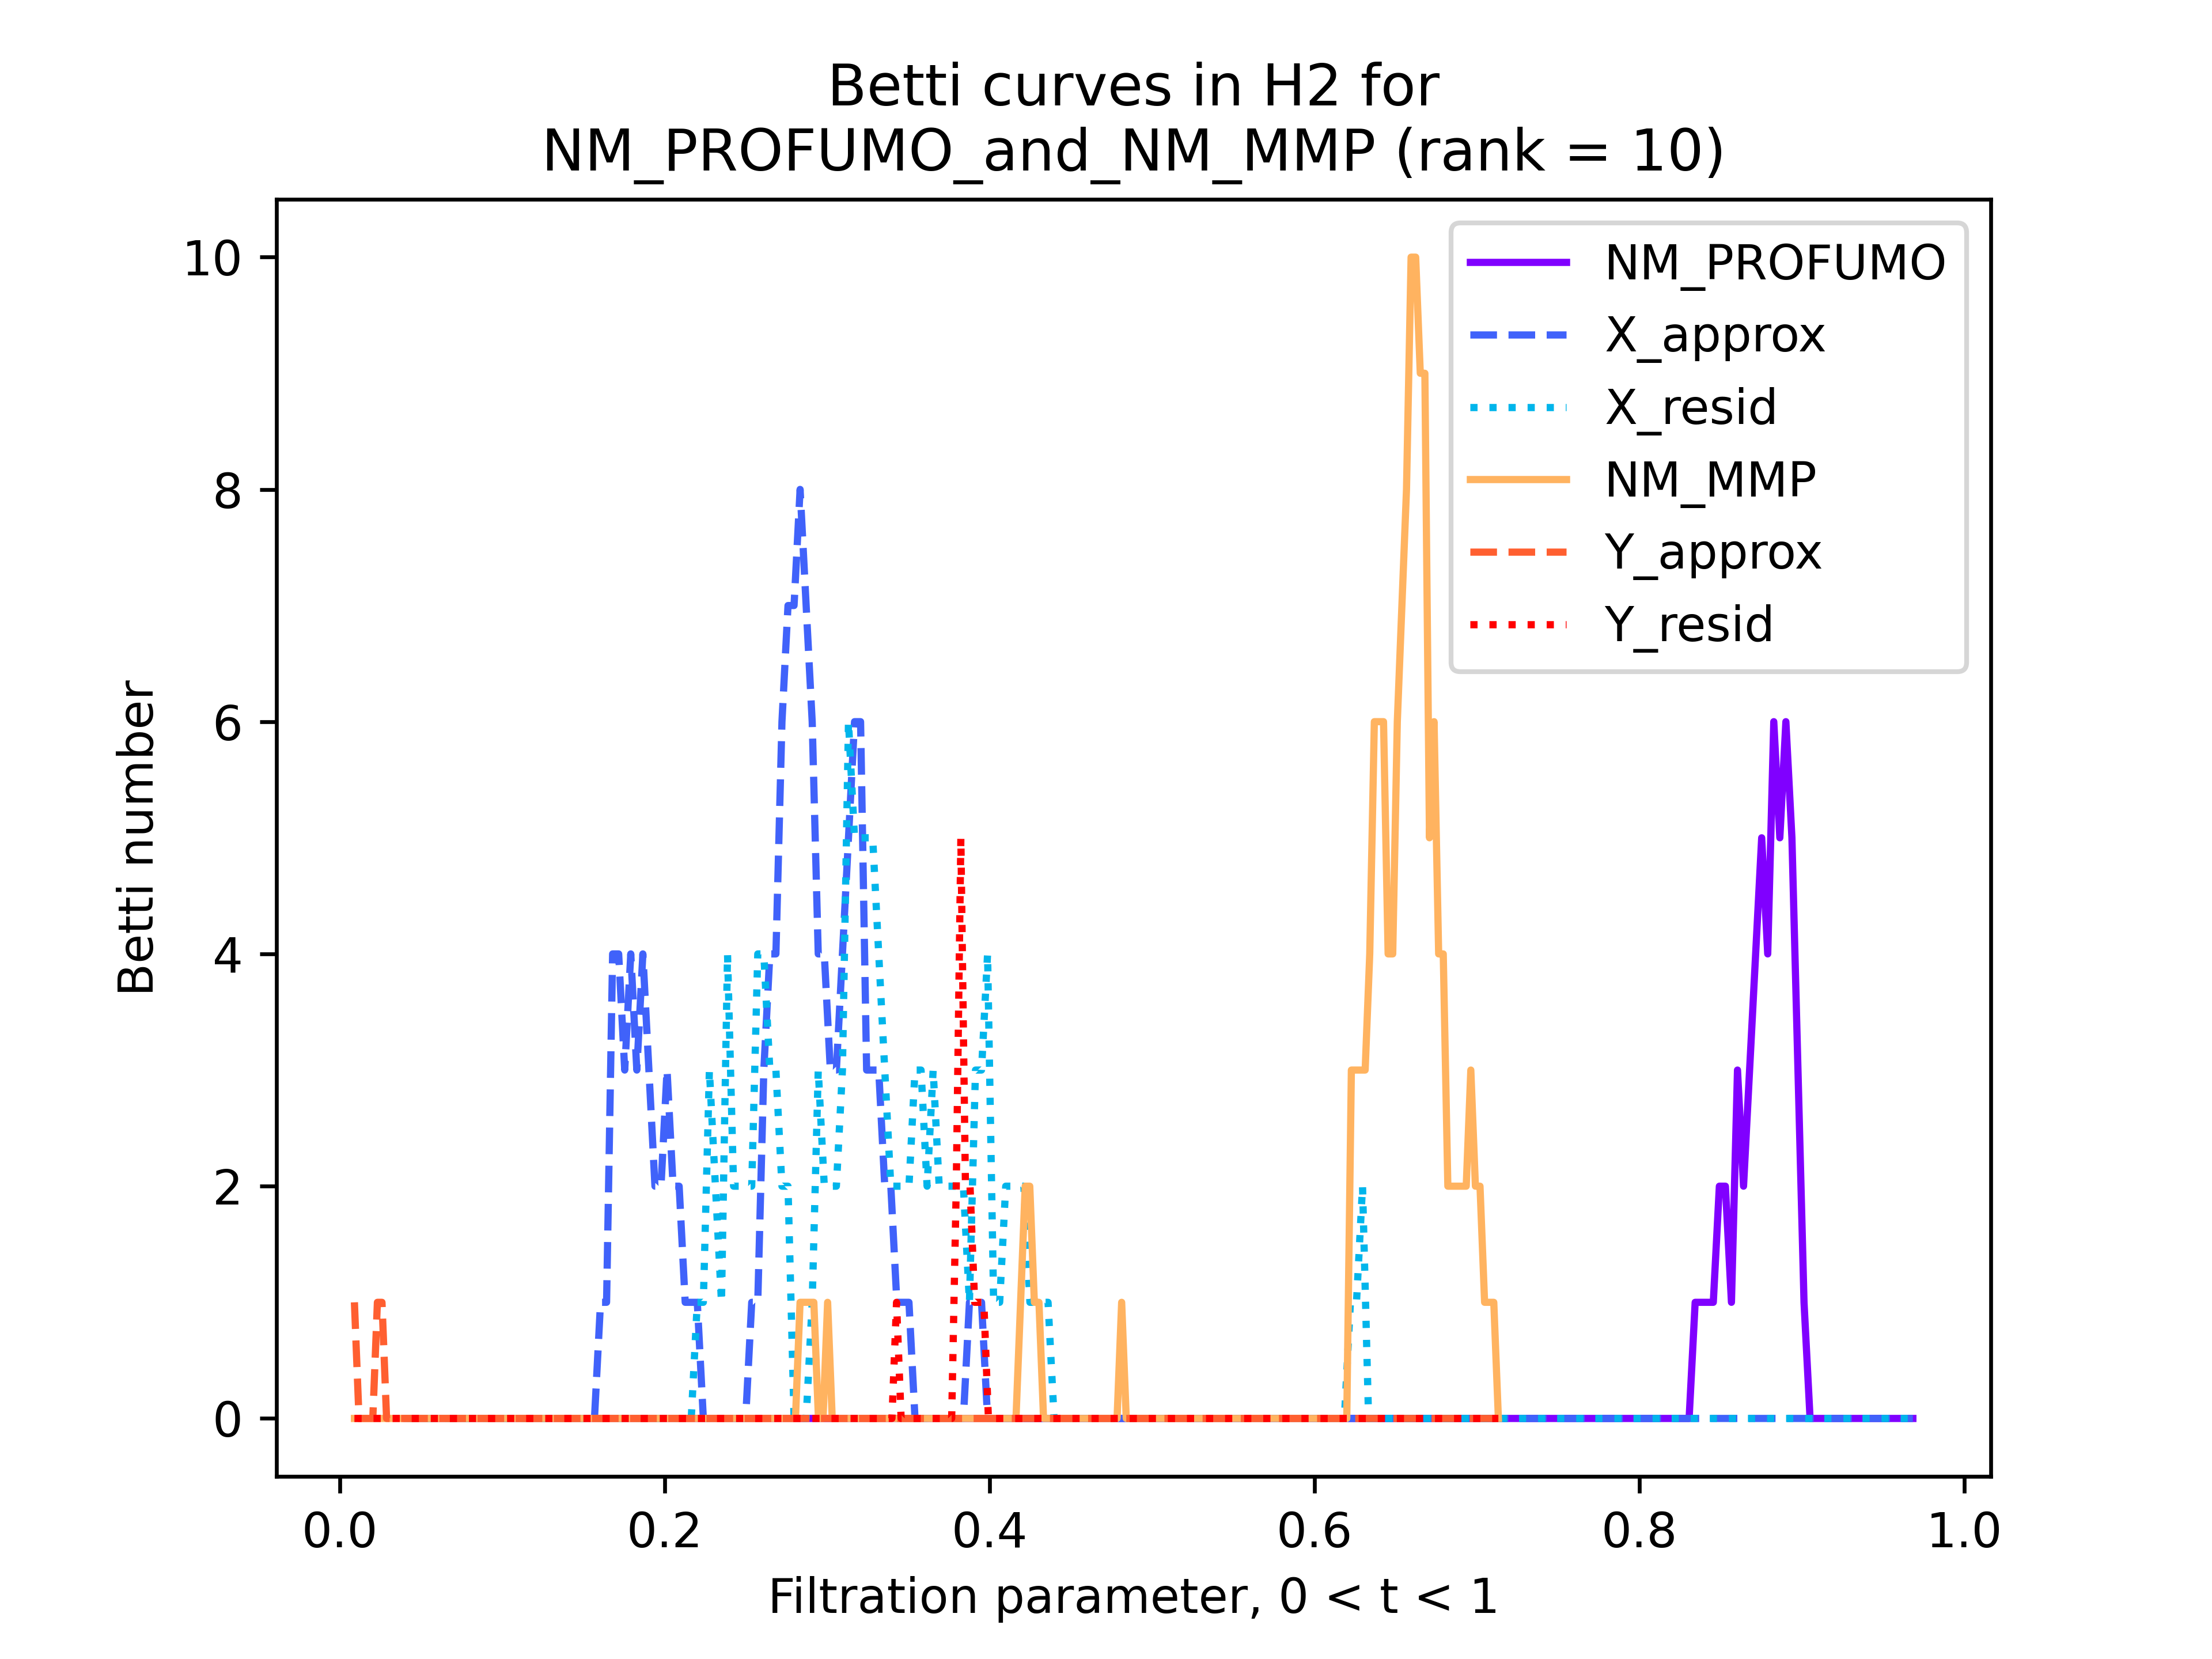 Betti curves in H2 for
NM_PROFUMO_and_NM_MMP (rank = 10)
NM_PROFUMO
X_approx
X_resid
NM_MMP
Y_approx
Y_resid
Betti number
10
8
6
4
2
0
0.0 0.2 0.4 0.6 0.8 1.0
Filtration parameter, 0 < t < 1